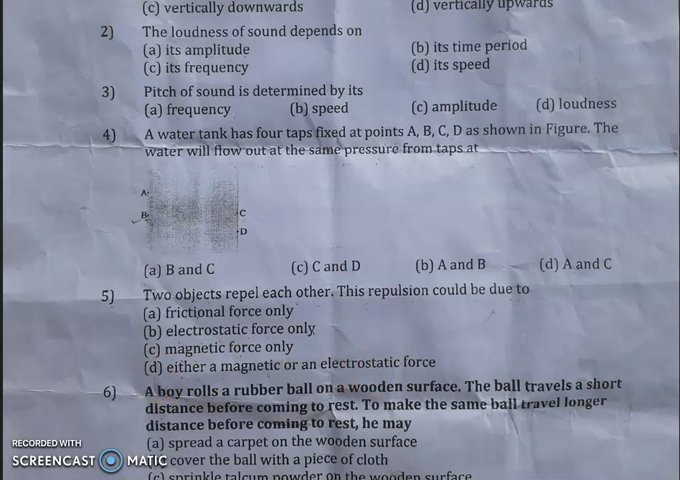 (c) vertically downwards (d) vertically upwards
2) The loudness of sound depends on
(a) its amplitude (b) its time period
(c) its frequency (d) its speed
3) Pitch of sound is determined by its
(a) frequency (b) speed (c) amplitude (d) loudness
4) A water tank has four taps fixed at points A, B, C, D as shown in Figure. The
water will flow out at the same pressure from taps at
A
B C
D
(a) B and C (c) C and D (b) A and B (d) A and C
5) Two objects repel each other. This repulsion could be due to
(a) frictional force only
(b) electrostatic force only
(c) magnetic force only
(d) either a magnetic or an electrostatic force
6) A boy rolls a rubber ball on a wooden surface. The ball travels a short
distance before coming to rest. To make the same ball travel longer
distance before coming to rest, he may
(a) spread a carpet on the wooden surface
cover the ball with a piece of cloth
(c) sprinkle talcum powder on the wooden surface
RECORDED WITH
SCREENCAST MATIC